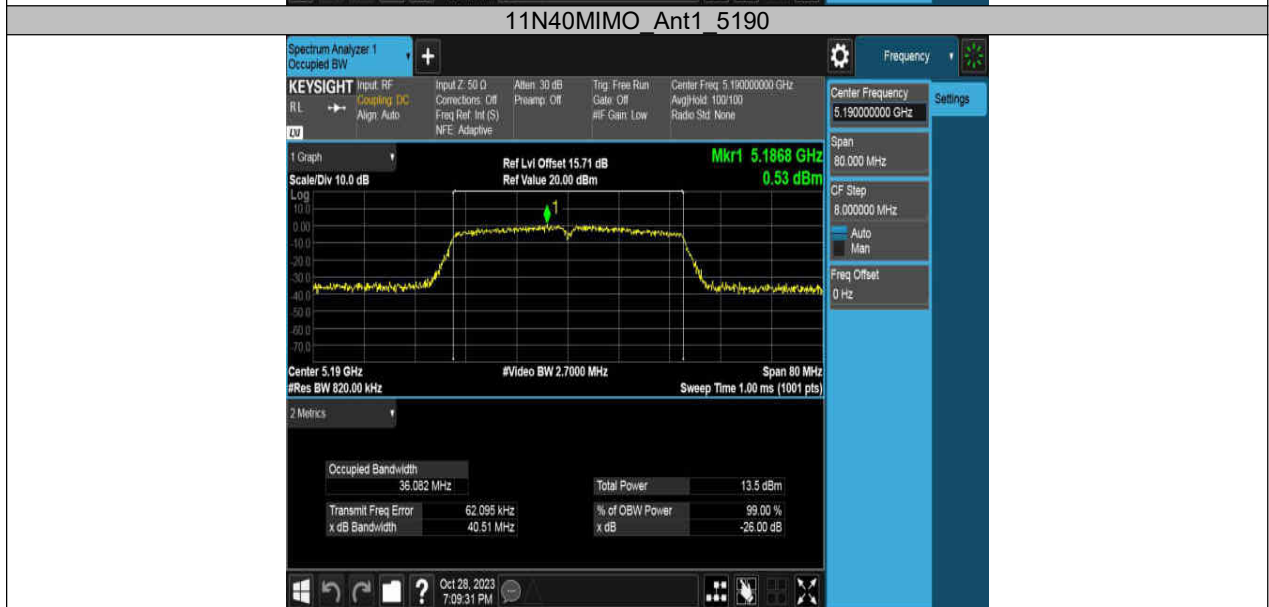 11N40MIMO_Ant1_5190
Spectrum Analyzer 1
Occupied BW
+
Frequency
KEYSIGHT
RL
LXI
Input: RF
Coupling: DC
Align: Auto
Input Z: 50 Ω
Corrections: Off
Freq Ref: Int (S)
NFE: Adaptive
Atten: 30 dB
Preamp: Off
Trig: Free Run
Gate: Off
#IF Gain: Low
Center Freq: 5.190000000 GHz
Avg|Hold: 100/100
Radio Std: None
Center Frequency
5.190000000 GHz
Settings
Span
80.000 MHz
CF Step
8.000000 MHz
Auto
Man
Freq Offset
0 Hz
1 Graph
Scale/Div 10.0 dB
Ref Lvl Offset 15.71 dB
Ref Value 20.00 dBm
Mkr1 5.1868 GHz
0.53 dBm
Log
10.0
0.00
-10.0
-20.0
-30.0
-40.0
-50.0
-60.0
-70.0
1
Center 5.19 GHz
#Res BW 820.00 kHz
#Video BW 2.7000 MHz
Span 80 MHz
Sweep Time 1.00 ms (1001 pts)
2 Metrics
Occupied Bandwidth
36.082 MHz
Total Power 13.5 dBm
Transmit Freq Error 62.095 kHz
% of OBW Power 99.00 %
x dB Bandwidth 40.51 MHz
x dB -26.00 dB
?
Oct 28, 2023
7:09:31 PM